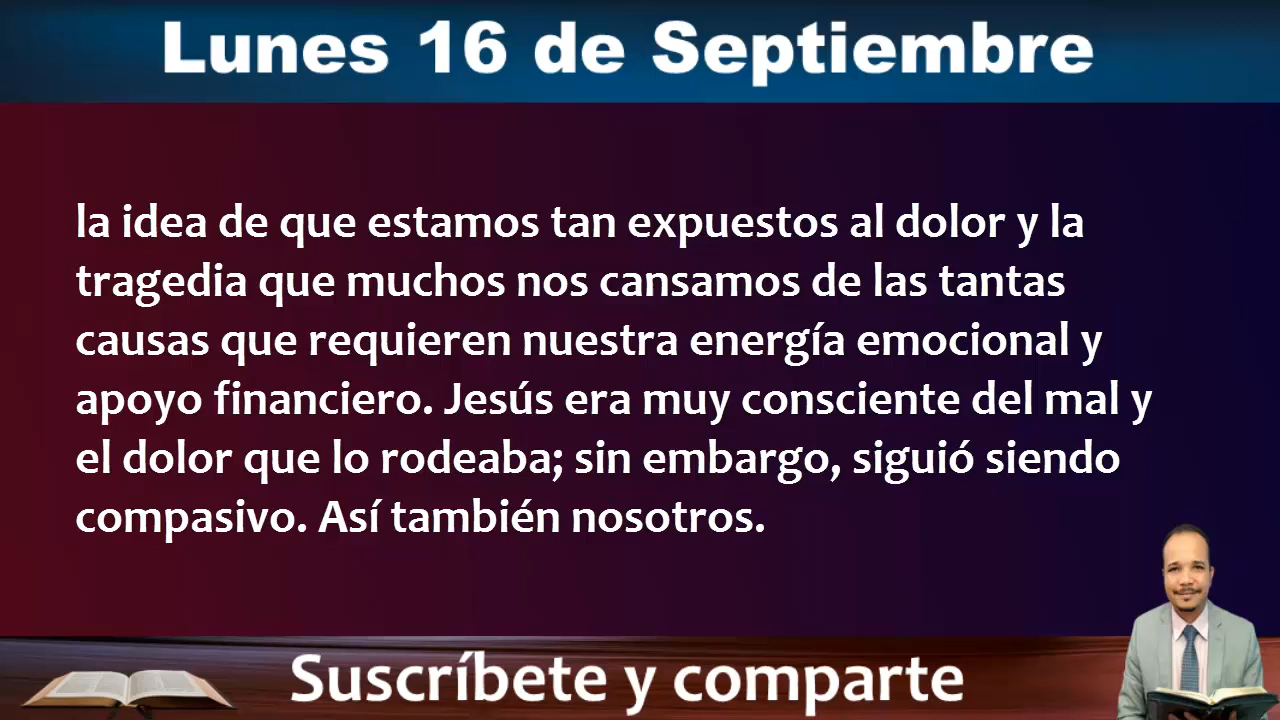 Lunes 16 de Septiembre
la idea de que estamos tan expuestos al dolor y la
tragedia que muchos nos cansamos de las tantas
causas que requieren nuestra energía emocional y
apoyo financiero. Jesús era muy consciente del mal y
el dolor que lo rodeaba; sin embargo, siguió siendo
compasivo. Así también nosotros.
Suscríbete y comparte